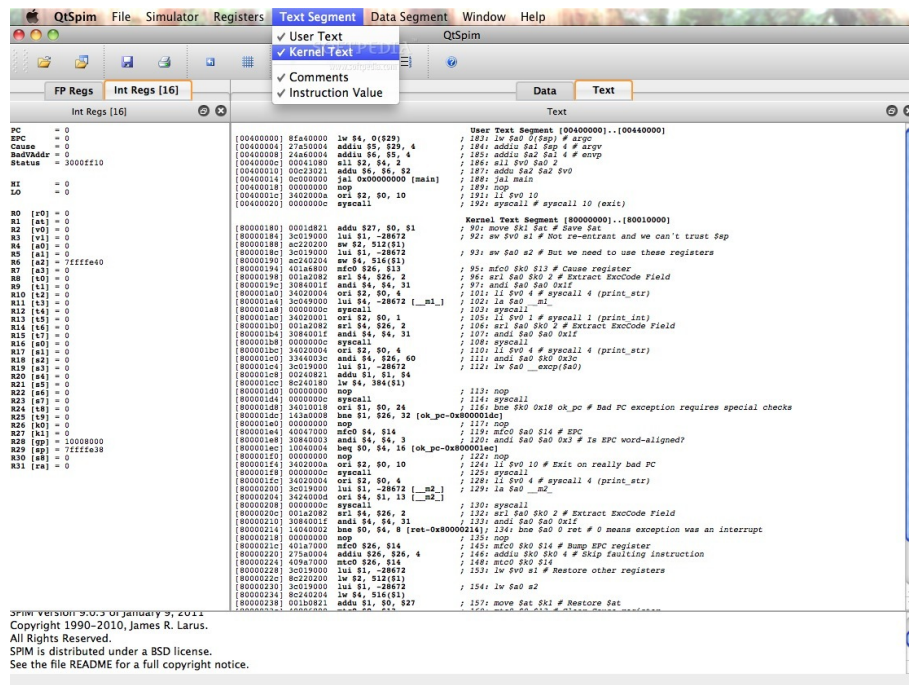 QtSpim File Simulator Registers Text Segment Data Segment Window Help
QtSpim
✓ User Text
✓ Kernel Text
✓ Comments
✓ Instruction Value
FP Regs Int Regs [16]
Data Text
Int Regs [16]
Text
PC = 0
EPC = 0
Cause = 0
BadVAddr = 0
Status = 3000ff10
HI = 0
LO = 0
R0 [r0] = 0
R1 [at] = 0
R2 [v0] = 0
R3 [v1] = 0
R4 [a0] = 0
R5 [a1] = 0
R6 [a2] = 7fffe40
R7 [a3] = 0
R8 [t0] = 0
R9 [t1] = 0
R10 [t2] = 0
R11 [t3] = 0
R12 [t4] = 0
R13 [t5] = 0
R14 [t6] = 0
R15 [t7] = 0
R16 [s0] = 0
R17 [s1] = 0
R18 [s2] = 0
R19 [s3] = 0
R20 [s4] = 0
R21 [s5] = 0
R22 [s6] = 0
R23 [s7] = 0
R24 [t8] = 0
R25 [t9] = 0
R26 [k0] = 0
R27 [k1] = 0
R28 [gp] = 10008000
R29 [sp] = 7ffffe38
R30 [s8] = 0
R31 [ra] = 0
User Text Segment [00400000]..[00440000]
[00400000] 8fa40000 lw $4, 0($29) ; 183: lw $a0 0($sp) # argc
[00400004] 27a50004 addiu $5, $29, 4 ; 184: addiu $a1 $sp 4 # argv
[00400008] 24a60004 addiu $6, $5, 4 ; 185: addiu $a2 $a1 4 # envp
[0040000c] 00041080 sll $2, $4, 2 ; 186: sll $v0 $a0 2
[00400010] 00c23021 addu $6, $6, $2 ; 187: addu $a2 $a2 $v0
[00400014] 0c000000 jal 0x00000000 [main] ; 188: jal main
[00400018] 00000000 nop ; 189: nop
[0040001c] 3402000a ori $2, $0, 10 ; 191: li $v0 10
[00400020] 0000000c syscall ; 192: syscall # syscall 10 (exit)
Kernel Text Segment [80000000]..[80010000]
[80000180] 0001d821 addu $27, $0, $1 ; 90: move $k1 $at # Save $at
[80000184] 3c019000 lui $1, -28672 ; 92: sw $v0 s1 # Not re-entrant and we can't trust $sp
[80000188] ac220200 sw $2, 512($1)
[8000018c] 3c019000 lui $1, -28672 ; 93: sw $a0 s2 # But we need to use these registers
[80000190] ac240204 sw $4, 516($1)
[80000194] 401a6800 mfc0 $26, $13 ; 95: mfc0 $k0 $13 # Cause register
[80000198] 001a2082 srl $4, $26, 2 ; 96: srl $a0 $k0 2 # Extract ExcCode Field
[8000019c] 3084001f andi $4, $4, 31 ; 97: andi $a0 $a0 0x1f
[800001a0] 34020004 ori $2, $0, 4 ; 101: li $v0 4 # syscall 4 (print_str)
[800001a4] 3c049000 lui $4, -28672 [__m1_] ; 102: la $a0 __m1_
[800001a8] 0000000c syscall ; 103: syscall
[800001ac] 34020001 ori $2, $0, 1 ; 105: li $v0 1 # syscall 1 (print_int)
[800001b0] 001a2082 srl $4, $26, 2 ; 106: srl $a0 $k0 2 # Extract ExcCode Field
[800001b4] 3084001f andi $4, $4, 31 ; 107: andi $a0 $a0 0x1f
[800001b8] 0000000c syscall ; 108: syscall
[800001bc] 34020004 ori $2, $0, 4 ; 110: li $v0 4 # syscall 4 (print_str)
[800001c0] 3344003c andi $4, $26, 60 ; 111: andi $a0 $k0 0x3c
[800001c4] 3c019000 lui $1, -28672 ; 112: lw $a0 __excp($a0)
[800001c8] 00240821 addu $1, $1, $4
[800001cc] 8c240180 lw $4, 384($1)
[800001d0] 00000000 nop ; 113: nop
[800001d4] 0000000c syscall ; 114: syscall
[800001d8] 34010018 ori $1, $0, 24 ; 116: bne $k0 0x18 ok_pc # Bad PC exception requires special checks
[800001dc] 143a0008 bne $1, $26, 32 [ok_pc-0x800001dc]
[800001e0] 00000000 nop ; 117: nop
[800001e4] 40047000 mfc0 $4, $14 ; 119: mfc0 $a0 $14 # EPC
[800001e8] 30840003 andi $4, $4, 3 ; 120: andi $a0 $a0 0x3 # Is EPC word-aligned?
[800001ec] 10040004 beq $0, $4, 16 [ok_pc-0x800001ec]
[800001f0] 00000000 nop ; 122: nop
[800001f4] 3402000a ori $2, $0, 10 ; 124: li $v0 10 # Exit on really bad PC
[800001f8] 0000000c syscall ; 125: syscall
[800001fc] 34020004 ori $2, $0, 4 ; 128: li $v0 4 # syscall 4 (print_str)
[80000200] 3c019000 lui $1, -28672 [__m2_] ; 129: la $a0 __m2_
[80000204] 3424000d ori $4, $1, 13 [__m2_]
[80000208] 0000000c syscall ; 130: syscall
[8000020c] 001a2082 srl $4, $26, 2 ; 132: srl $a0 $k0 2 # Extract ExcCode Field
[80000210] 3084001f andi $4, $4, 31 ; 133: andi $a0 $a0 0x1f
[80000214] 14040002 bne $0, $4, 8 [ret-0x80000214]; 134: bne $a0 0 ret # 0 means exception was an interrupt
[80000218] 00000000 nop ; 135: nop
[8000021c] 401a7000 mfc0 $26, $14 ; 145: mfc0 $k0 $14 # Bump EPC register
[80000220] 275a0004 addiu $26, $26, 4 ; 146: addiu $k0 $k0 4 # Skip faulting instruction
[80000224] 409a7000 mtc0 $26, $14 ; 148: mtc0 $k0 $14
[80000228] 3c019000 lui $1, -28672 ; 153: lw $v0 s1 # Restore other registers
[8000022c] 8c220200 lw $2, 512($1)
[80000230] 3c019000 lui $1, -28672 ; 154: lw $a0 s2
[80000234] 8c240204 lw $4, 516($1)
[80000238] 001b0821 addu $1, $0, $27 ; 157: move $at $k1 # Restore $at
SPIM Version 9.0.3 of January 9, 2011
Copyright 1990-2010, James R. Larus.
All Rights Reserved.
SPIM is distributed under a BSD license.
See the file README for a full copyright notice.